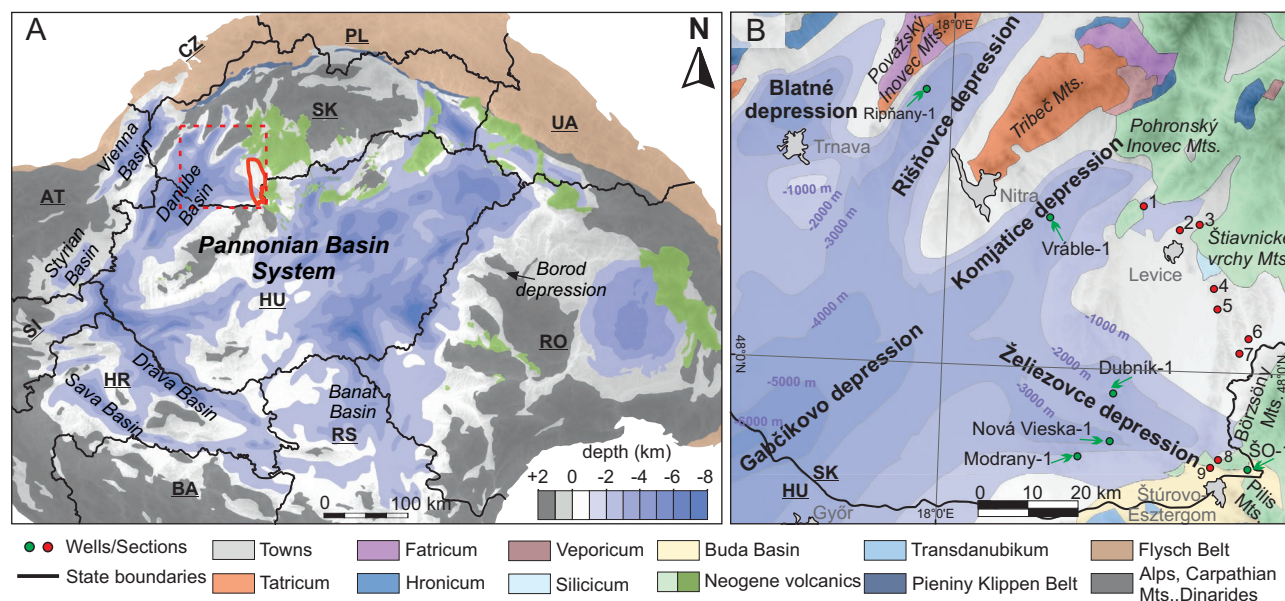 A
N
CZ
PL
SK
UA
Vienna
Basin
AT
Danube
Basin
Styrian
Basin
Pannonian Basin
System
Borod
depression
HU
RO
SI
HR
Drava Basin
Sava Basin
Banat
Basin
RS
BA
0
100 km
depth (km)
+2
0
-2
-4
-6
-8
B
18°0'E
Považský
Inovec Mts.
Blatné
depression
Ripňany-1
Trnava
Rišňovce depression
Tribeč Mts.
Pohronský
Inovec Mts.
-1000 m
-2000 m
-3000 m
Nitra
Komjatice depression
Vráble-1
1
2
3
Štiavnické
vrchy Mts.
Levice
4
5
-4000 m
-1000 m
6
7
48°0'N
48°0'N
-2000 m
Dubník-1
Želiezovce depression
-3000 m
-5000 m
-6000 m
Gabčíkovo depression
Nová Vieska-1
Modrany-1
Börzsöny
Mts.
8
9
ŠO-1
SK
HU
Győr
18°0'E
0
10
20 km
Štúrovo
Esztergom
Pilis
Mts.
Wells/Sections
Towns
Fatricum
Veporicum
Buda Basin
Transdanubikum
Flysch Belt
State boundaries
Tatricum
Hronicum
Silicicum
Neogene volcanics
Pieniny Klippen Belt
Alps, Carpathian
Mts.,Dinarides